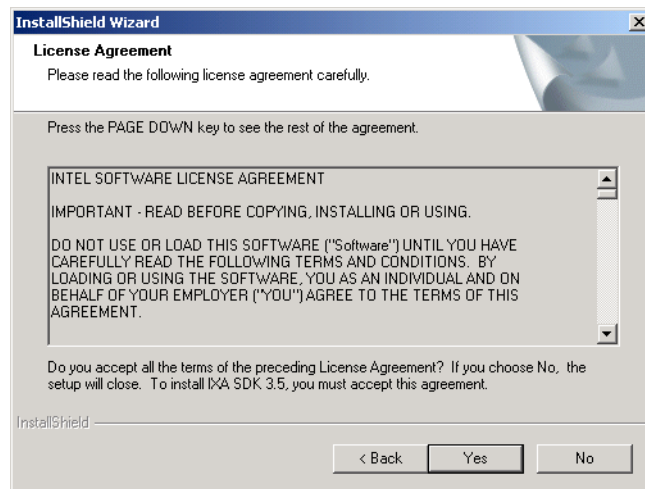 InstallShield Wizard
License Agreement
Please read the following license agreement carefully.
Press the PAGE DOWN key to see the rest of the agreement.
INTEL SOFTWARE LICENSE AGREEMENT
IMPORTANT - READ BEFORE COPYING, INSTALLING OR USING.
DO NOT USE OR LOAD THIS SOFTWARE ("Software") UNTIL YOU HAVE
CAREFULLY READ THE FOLLOWING TERMS AND CONDITIONS.  BY
LOADING OR USING THE SOFTWARE, YOU AS AN INDIVIDUAL AND ON
BEHALF OF YOUR EMPLOYER ("YOU") AGREE TO THE TERMS OF THIS
AGREEMENT.
Do you accept all the terms of the preceding License Agreement?  If you choose No,  the
setup will close.  To install IXA SDK 3.5, you must accept this agreement.
InstallShield
< Back
Yes
No